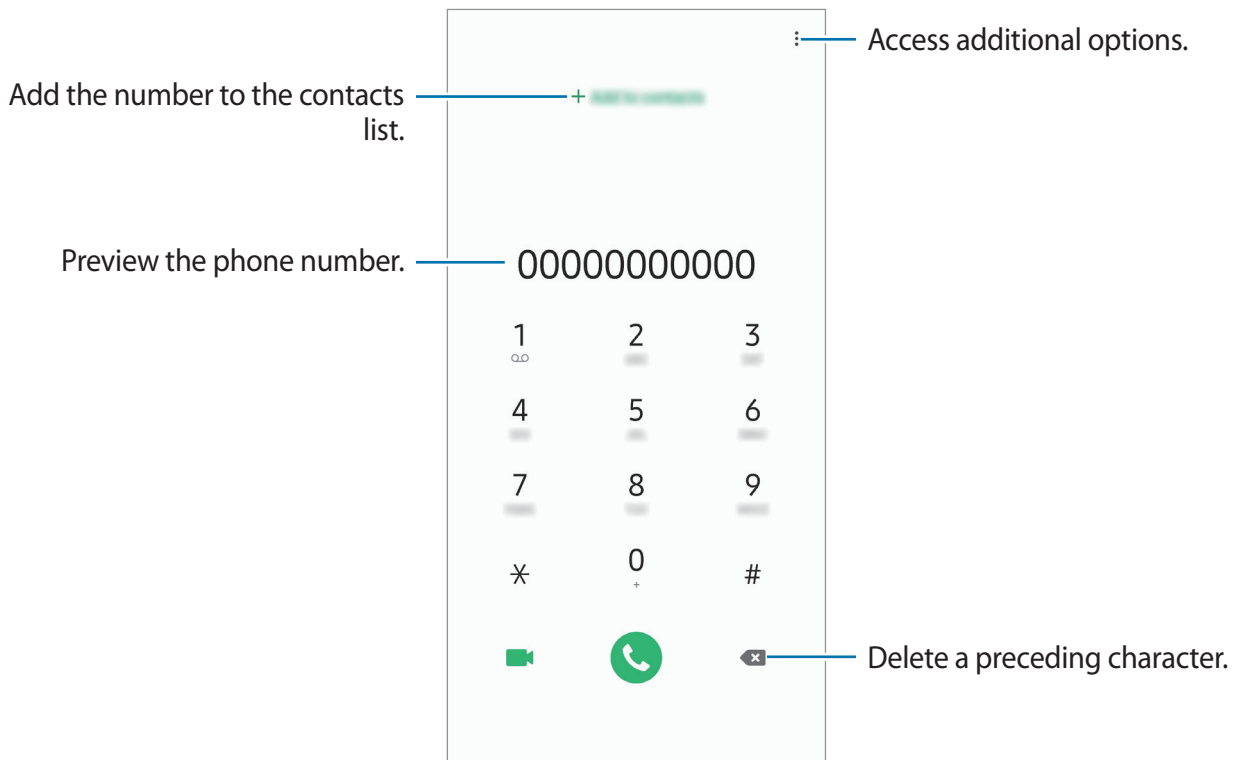 Access additional options.
Add the number to the contacts
list.
Preview the phone number.
00000000000
1 2 3
4 5 6
7 8 9
* 0 #
+
Delete a preceding character.